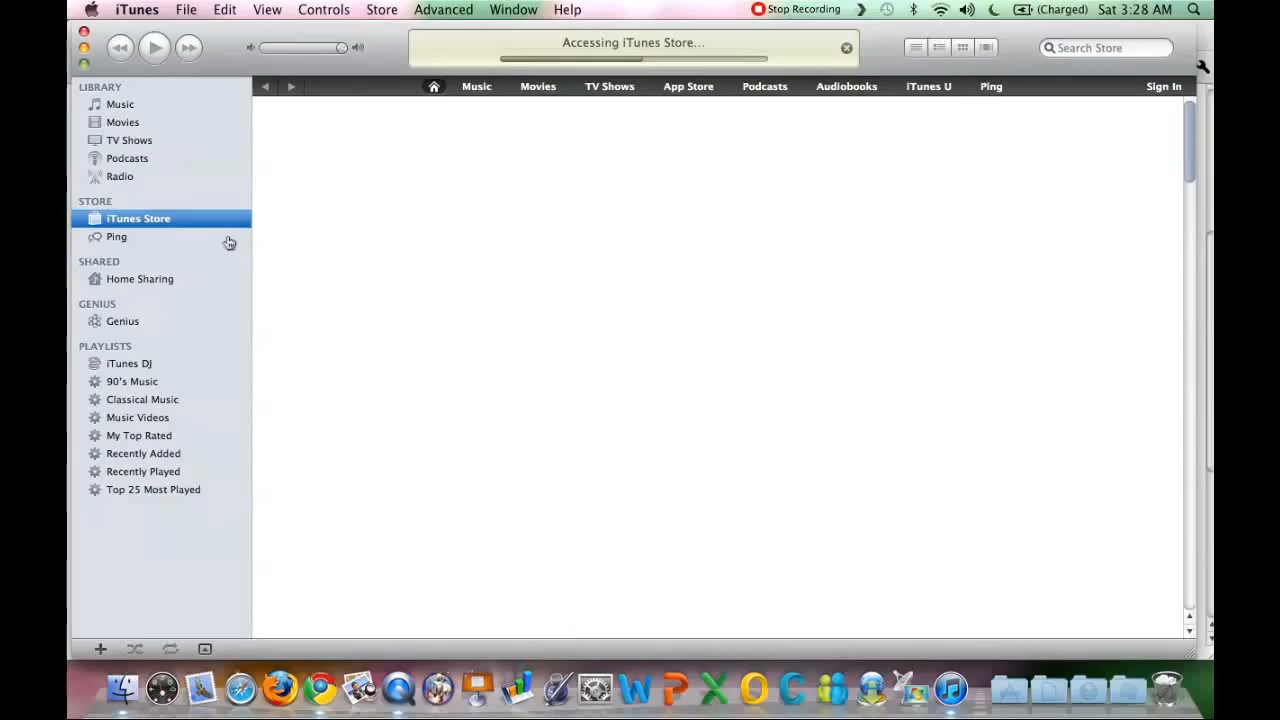 iTunes File Edit View Controls Store Advanced Window Help Stop Recording (Charged) Sat 3:28 AM
Accessing iTunes Store... Search Store
Music Movies TV Shows App Store Podcasts Audiobooks iTunes U Ping Sign In
LIBRARY
Music
Movies
TV Shows
Podcasts
Radio
STORE
iTunes Store
Ping
SHARED
Home Sharing
GENIUS
Genius
PLAYLISTS
iTunes DJ
90's Music
Classical Music
Music Videos
My Top Rated
Recently Added
Recently Played
Top 25 Most Played